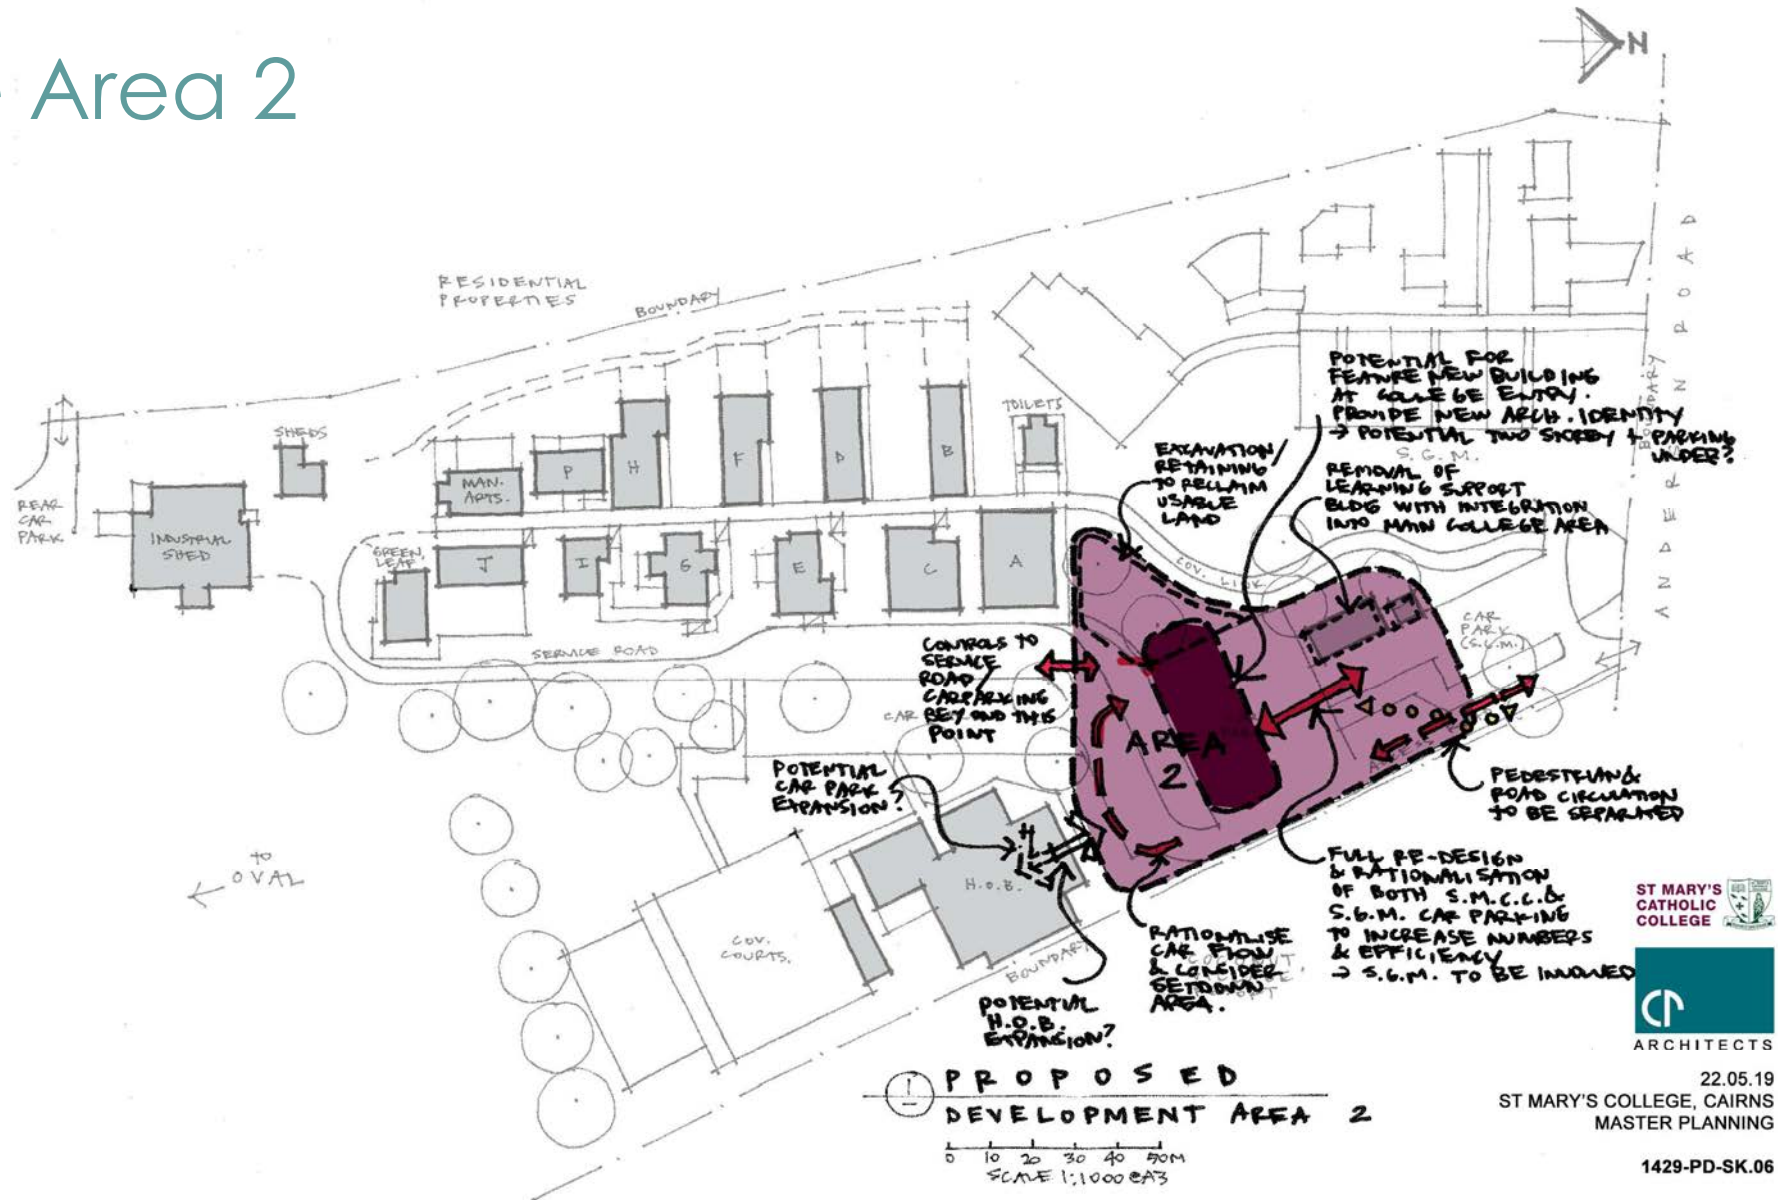 Area 2
N
RESIDENTIAL
PROPERTIES
BOUNDARY
ANDERSON ROAD
BOUNDARY
REAR
CAR
PARK
SHEDS
INDUSTRIAL
SHED
MAN.
ARTS.
P
H
F
D
B
TOILETS
GREEN
LEAF
J
I
G
E
C
A
SERVICE ROAD
COV. LINK
S.G.M.
CAR
PARK
(S.G.M.)
CAR
TO
OVAL
COV.
COURTS.
H.O.B.
BOUNDARY
POTENTIAL FOR
FEATURE NEW BUILDING
AT COLLEGE ENTRY.
PROVIDE NEW ARCH. IDENTITY
→ POTENTIAL TWO STOREY + PARKING
UNDER?
EXCAVATION/
RETAINING
TO RECLAIM
USABLE
LAND
REMOVAL OF
LEARNING SUPPORT
BLDG WITH INTEGRATION
INTO MAIN COLLEGE AREA
CONTROLS TO
SERVICE
ROAD/
CARPARKING
BEYOND THIS
POINT
AREA
2
POTENTIAL
CAR PARK
EXPANSION?
PEDESTRIAN &
ROAD CIRCULATION
TO BE SEPARATED
FULL RE-DESIGN
& RATIONALISATION
OF BOTH S.M.C.C. &
S.G.M. CAR PARKING
TO INCREASE NUMBERS
& EFFICIENCY
→ S.G.M. TO BE INVOLVED
RATIONALISE
CAR FLOW
& CONSIDER
SETDOWN
AREA.
POTENTIAL
H.O.B.
EXPANSION?
1
PROPOSED
DEVELOPMENT AREA 2
0 10 20 30 40 50M
SCALE 1:1000 @A3
ST MARY'S
CATHOLIC
COLLEGE
ARCHITECTS
22.05.19
ST MARY'S COLLEGE, CAIRNS
MASTER PLANNING
1429-PD-SK.06